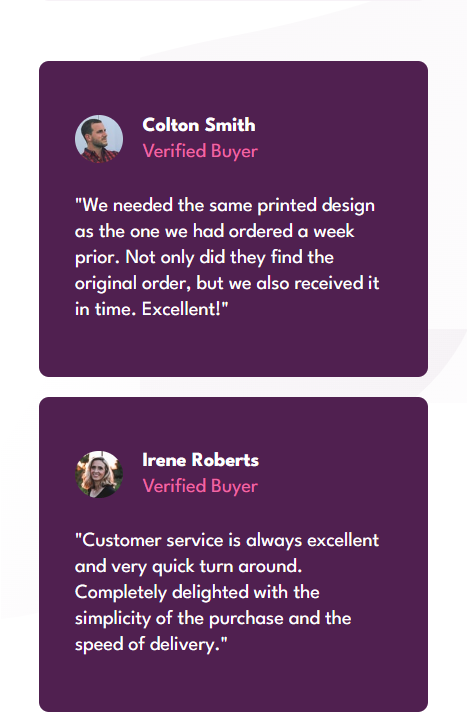 Colton Smith
Verified Buyer
"We needed the same printed design
as the one we had ordered a week
prior. Not only did they find the
original order, but we also received it
in time. Excellent!"
Irene Roberts
Verified Buyer
"Customer service is always excellent
and very quick turn around.
Completely delighted with the
simplicity of the purchase and the
speed of delivery."